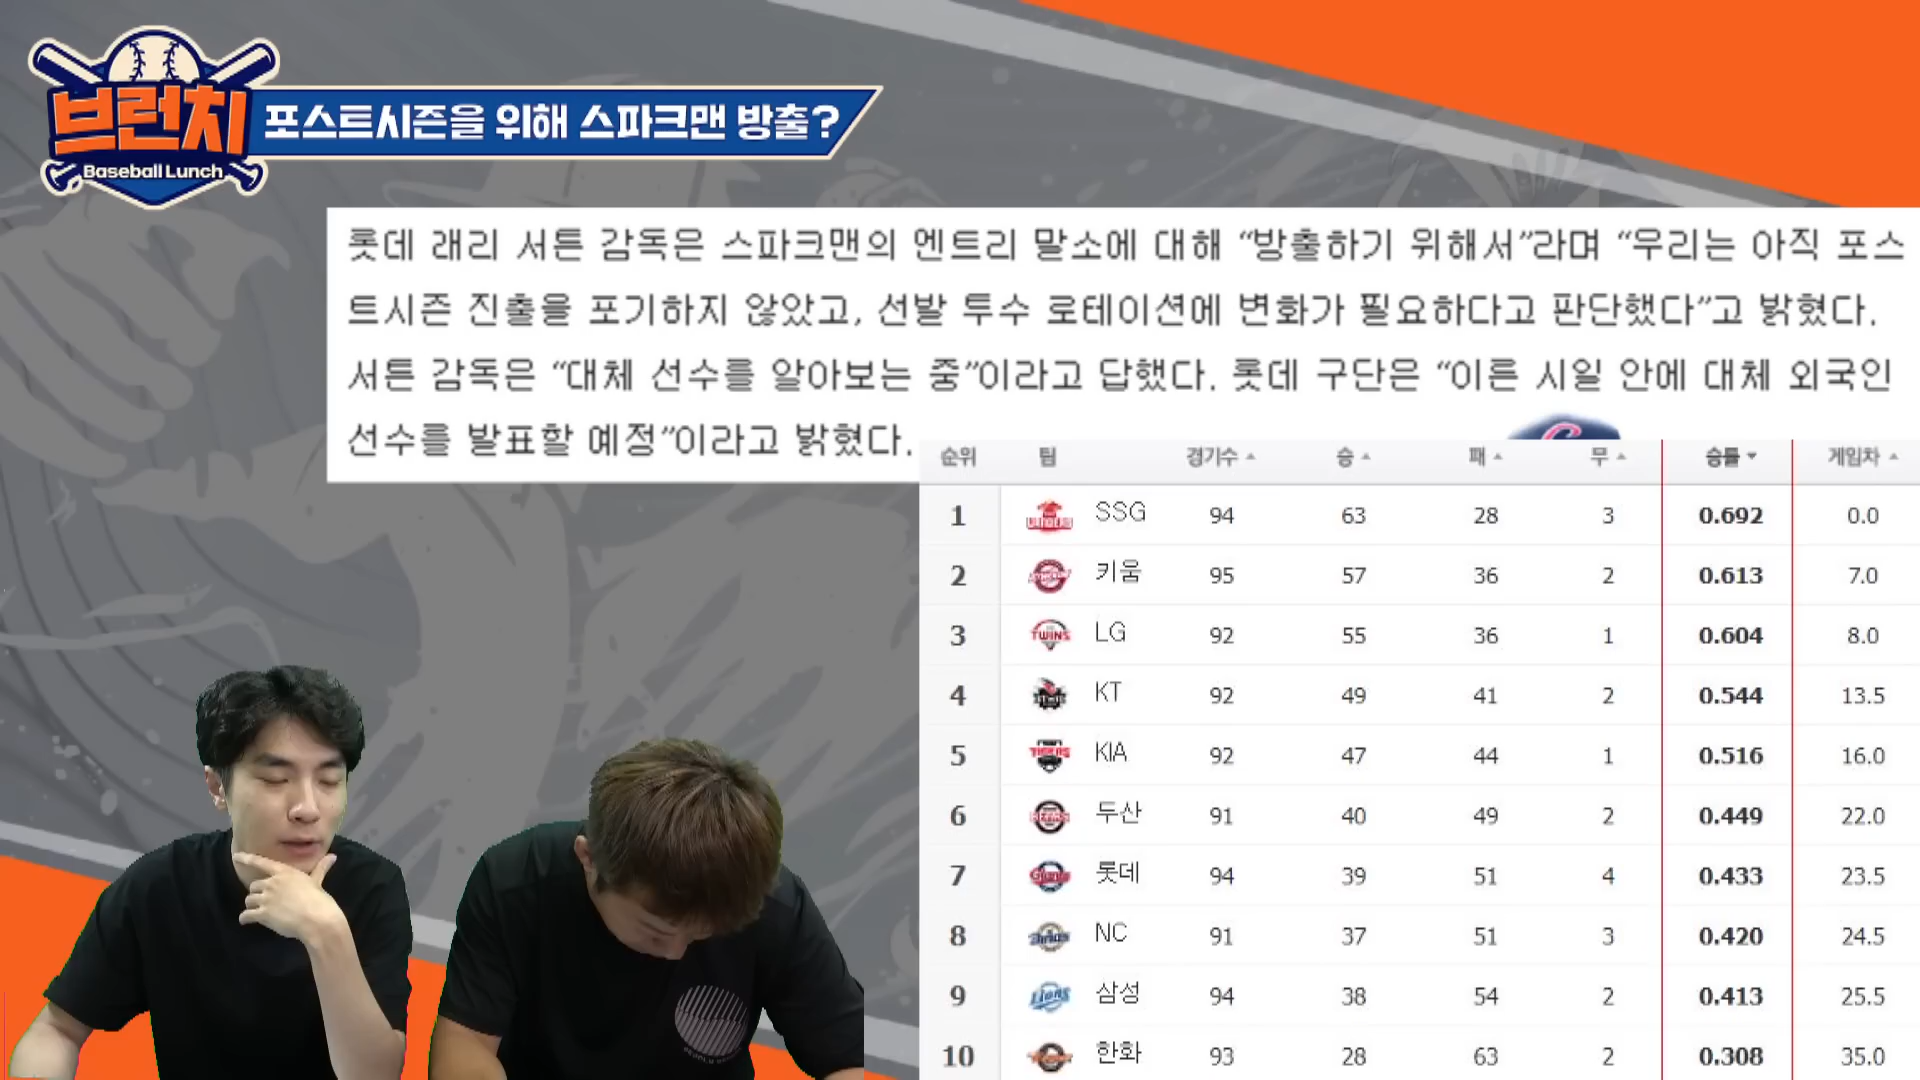 브런치
Baseball Lunch
포스트시즌을 위해 스파크맨 방출?
롯데 래리 서튼 감독은 스파크맨의 엔트리 말소에 대해 “방출하기 위해서”라며 “우리는 아직 포스
트시즌 진출을 포기하지 않았고, 선발 투수 로테이션에 변화가 필요하다고 판단했다”고 밝혔다.
서튼 감독은 “대체 선수를 알아보는 중”이라고 답했다. 롯데 구단은 “이른 시일 안에 대체 외국인
선수를 발표할 예정”이라고 밝혔다.
순위 팀 경기수 승 패 무 승률 게임차
1 SSG 94 63 28 3 0.692 0.0
2 키움 95 57 36 2 0.613 7.0
3 TWINS LG 92 55 36 1 0.604 8.0
4 KT 92 49 41 2 0.544 13.5
5 TIGERS KIA 92 47 44 1 0.516 16.0
6 두산 91 40 49 2 0.449 22.0
7 Giants 롯데 94 39 51 4 0.433 23.5
8 NC 91 37 51 3 0.420 24.5
9 Lions 삼성 94 38 54 2 0.413 25.5
10 한화 93 28 63 2 0.308 35.0